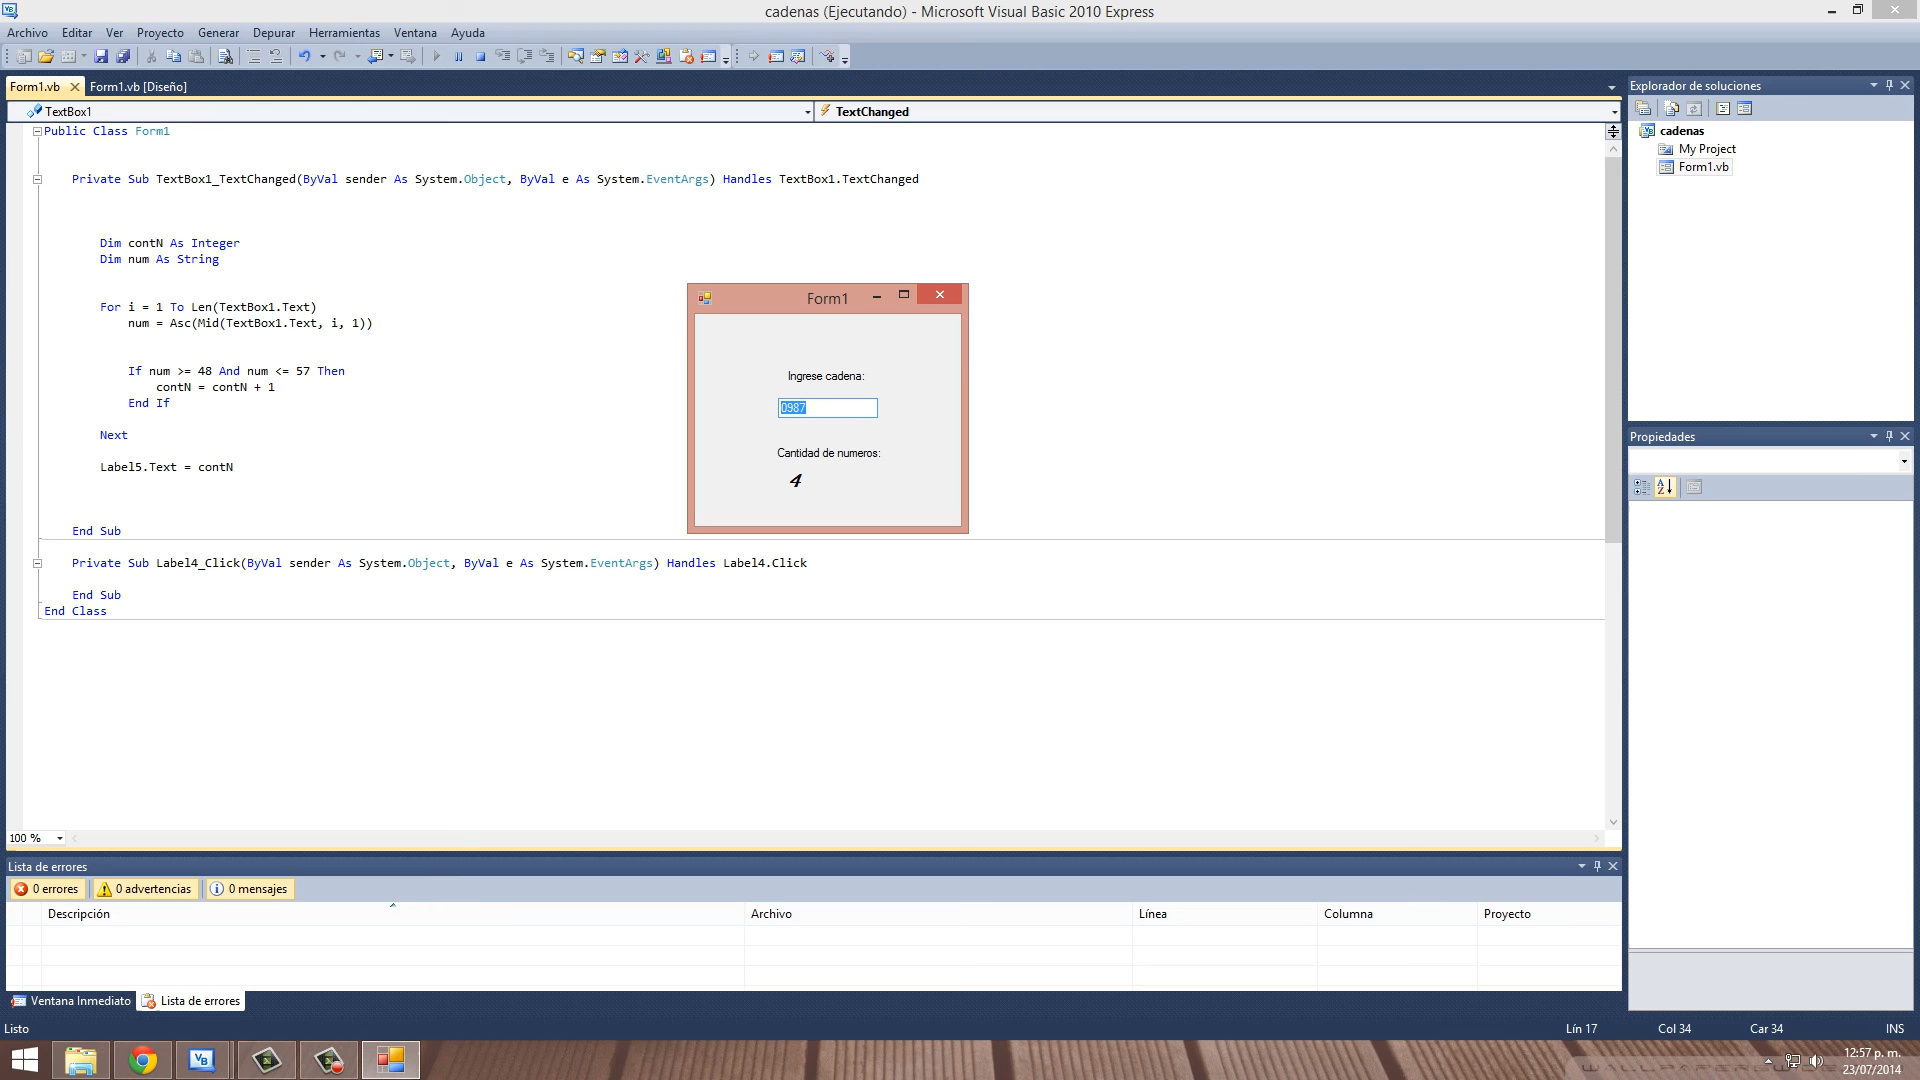 cadenas (Ejecutando) - Microsoft Visual Basic 2010 Express
Archivo Editar Ver Proyecto Generar Depurar Herramientas Ventana Ayuda
Form1.vb Form1.vb [Diseño]
TextBox1 TextChanged
Public Class Form1
Private Sub TextBox1_TextChanged(ByVal sender As System.Object, ByVal e As System.EventArgs) Handles TextBox1.TextChanged
Dim contN As Integer
Dim num As String
For i = 1 To Len(TextBox1.Text)
num = Asc(Mid(TextBox1.Text, i, 1))
If num >= 48 And num <= 57 Then
contN = contN + 1
End If
Next
Label5.Text = contN
End Sub
Private Sub Label4_Click(ByVal sender As System.Object, ByVal e As System.EventArgs) Handles Label4.Click
End Sub
End Class
Form1
Ingrese cadena:
0987
Cantidad de numeros:
4
Explorador de soluciones
cadenas
My Project
Form1.vb
Propiedades
100 %
Lista de errores
0 errores 0 advertencias 0 mensajes
Descripción Archivo Línea Columna Proyecto
Ventana Inmediato Lista de errores
Listo Lín 17 Col 34 Car 34 INS
12:57 p. m.
23/07/2014